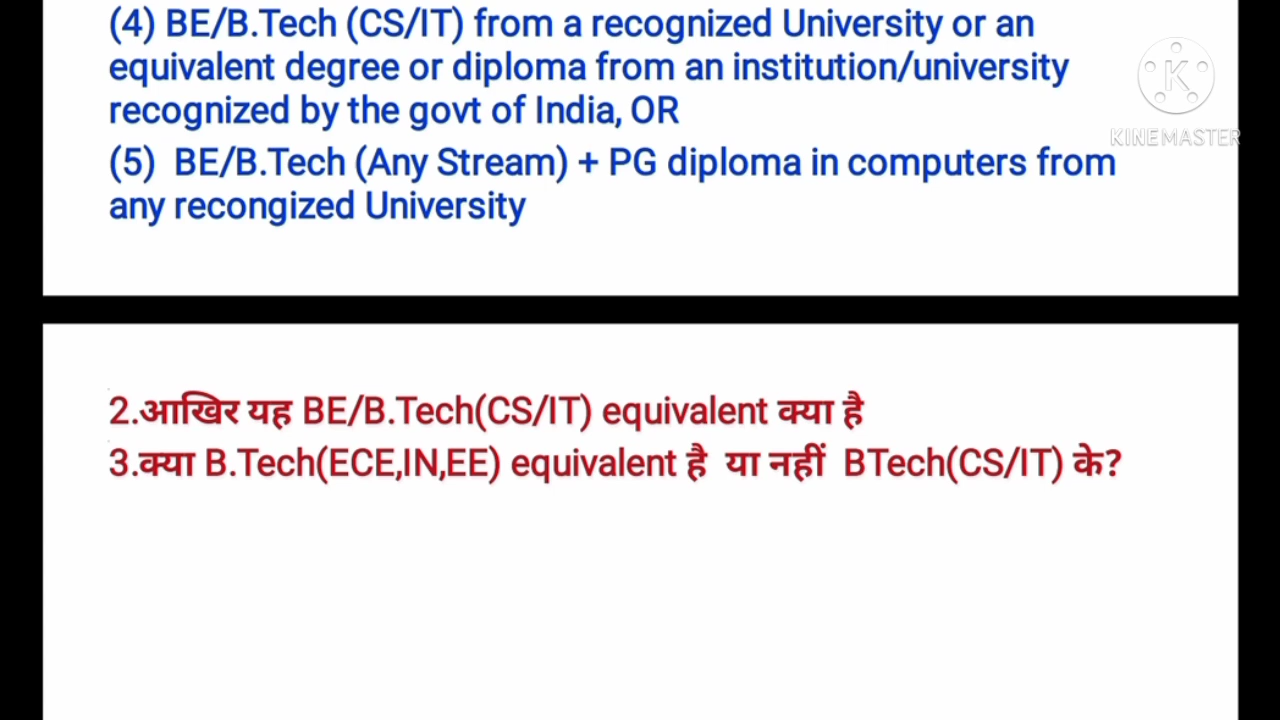 (4) BE/B.Tech (CS/IT) from a recognized University or an
equivalent degree or diploma from an institution/university
recognized by the govt of India, OR
(5) BE/B.Tech (Any Stream) + PG diploma in computers from
any recongized University
K
KINEMASTER
2.आखिर यह BE/B.Tech(CS/IT) equivalent क्या है
3.क्या B.Tech(ECE,IN,EE) equivalent है या नहीं BTech(CS/IT) के?